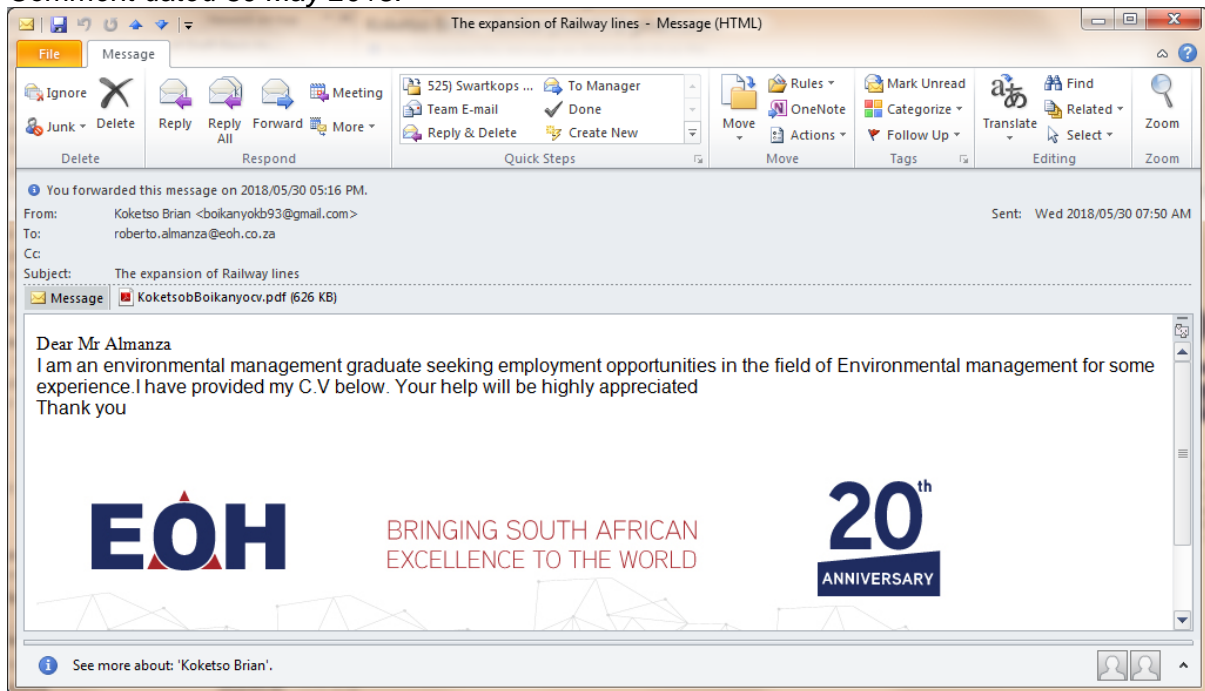 Comment dated 30 May 2018:
The expansion of Railway lines - Message (HTML)
File Message
Ignore
Junk
Delete
Reply
Reply All
Forward
Meeting
More
525) Swartkops ...
To Manager
Team E-mail
Done
Reply & Delete
Create New
Move
Rules
OneNote
Actions
Mark Unread
Categorize
Follow Up
Translate
Find
Related
Select
Zoom
Delete Respond Quick Steps Move Tags Editing Zoom
You forwarded this message on 2018/05/30 05:16 PM.
From: Koketso Brian <boikanyokb93@gmail.com> Sent: Wed 2018/05/30 07:50 AM
To: roberto.almanza@eoh.co.za
Cc:
Subject: The expansion of Railway lines
Message KoketsobBoikanyocv.pdf (626 KB)
Dear Mr Almanza
I am an environmental management graduate seeking employment opportunities in the field of Environmental management for some
experience.I have provided my C.V below. Your help will be highly appreciated
Thank you
EOH
BRINGING SOUTH AFRICAN
EXCELLENCE TO THE WORLD
20th
ANNIVERSARY
See more about: 'Koketso Brian'.